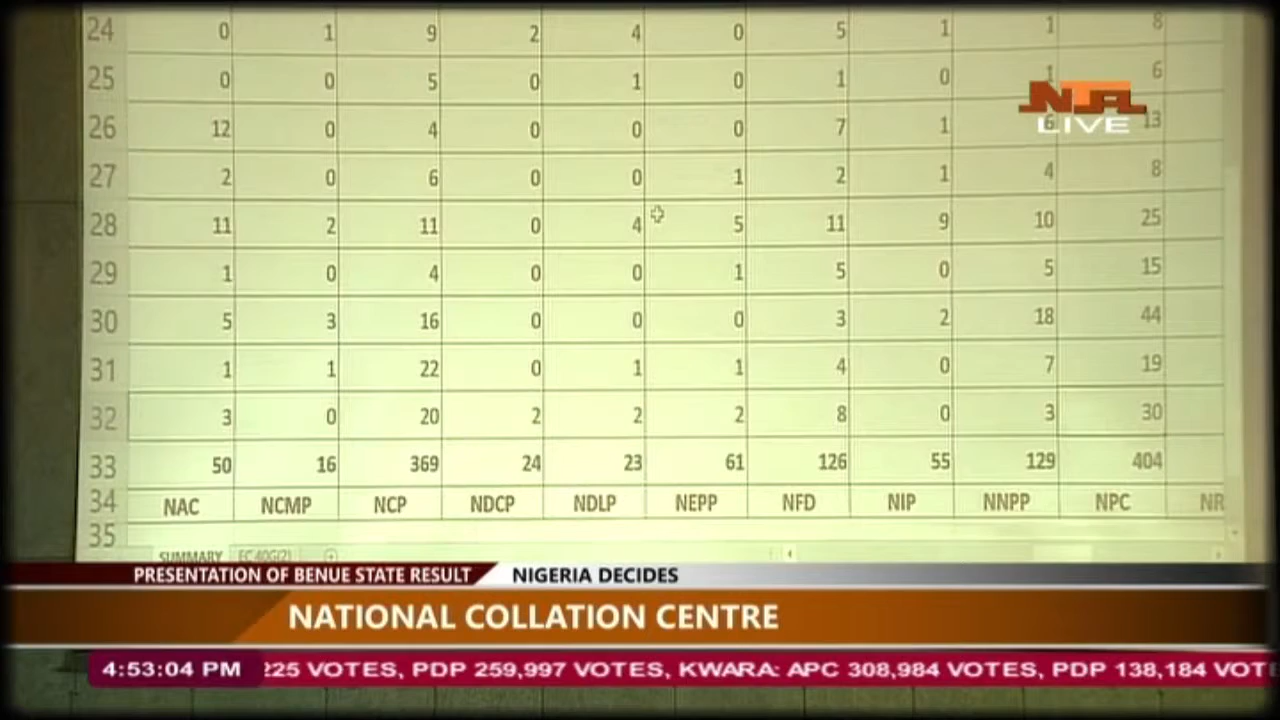 24 0 1 9 2 4 0 5 1 1 8
25 0 0 5 0 1 0 1 0 1 6
26 12 0 4 0 0 0 7 1 6 13
27 2 0 6 0 0 1 2 1 4 8
28 11 2 11 0 4 5 11 9 10 25
29 1 0 4 0 0 1 5 0 5 15
30 5 3 16 0 0 0 3 2 18 44
31 1 1 22 0 1 1 4 0 7 19
32 3 0 20 2 2 2 8 0 3 30
33 50 16 369 24 23 61 126 55 129 404
34 NAC NCMP NCP NDCP NDLP NEPP NFD NIP NNPP NPC NR
35
NTA
LIVE
SUMMARY EC 40G(2)
PRESENTATION OF BENUE STATE RESULT NIGERIA DECIDES
NATIONAL COLLATION CENTRE
4:53:04 PM 225 VOTES, PDP 259,997 VOTES, KWARA: APC 308,984 VOTES, PDP 138,184 VOT